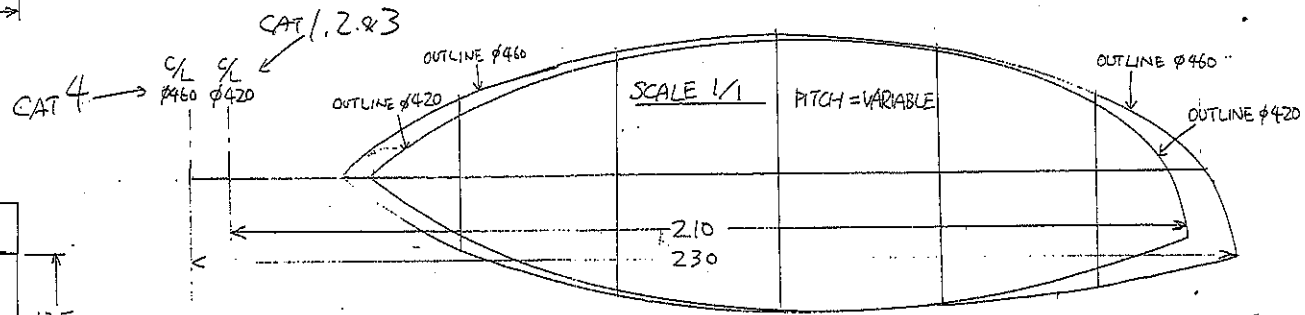 CAT 1, 2 & 3
C/L C/L
CAT 4 φ460 φ420
OUTLINE φ460
OUTLINE φ460
OUTLINE φ420
SCALE 1/1 PITCH = VARIABLE
OUTLINE φ420
210
230